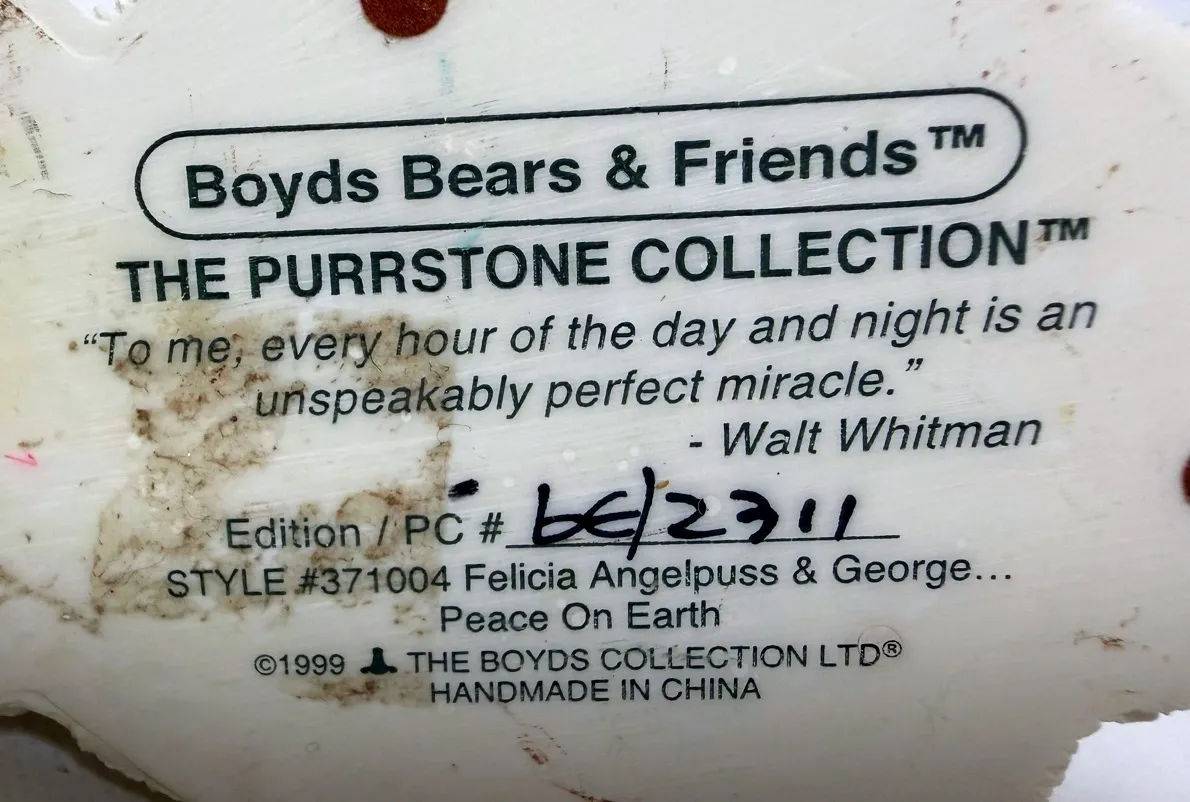 Boyds Bears & Friends™
THE PURRSTONE COLLECTION™
"To me, every hour of the day and night is an
unspeakably perfect miracle."
- Walt Whitman
Edition / PC # 6E/2311
STYLE #371004 Felicia Angelpuss & George...
Peace On Earth
©1999 THE BOYDS COLLECTION LTD®
HANDMADE IN CHINA